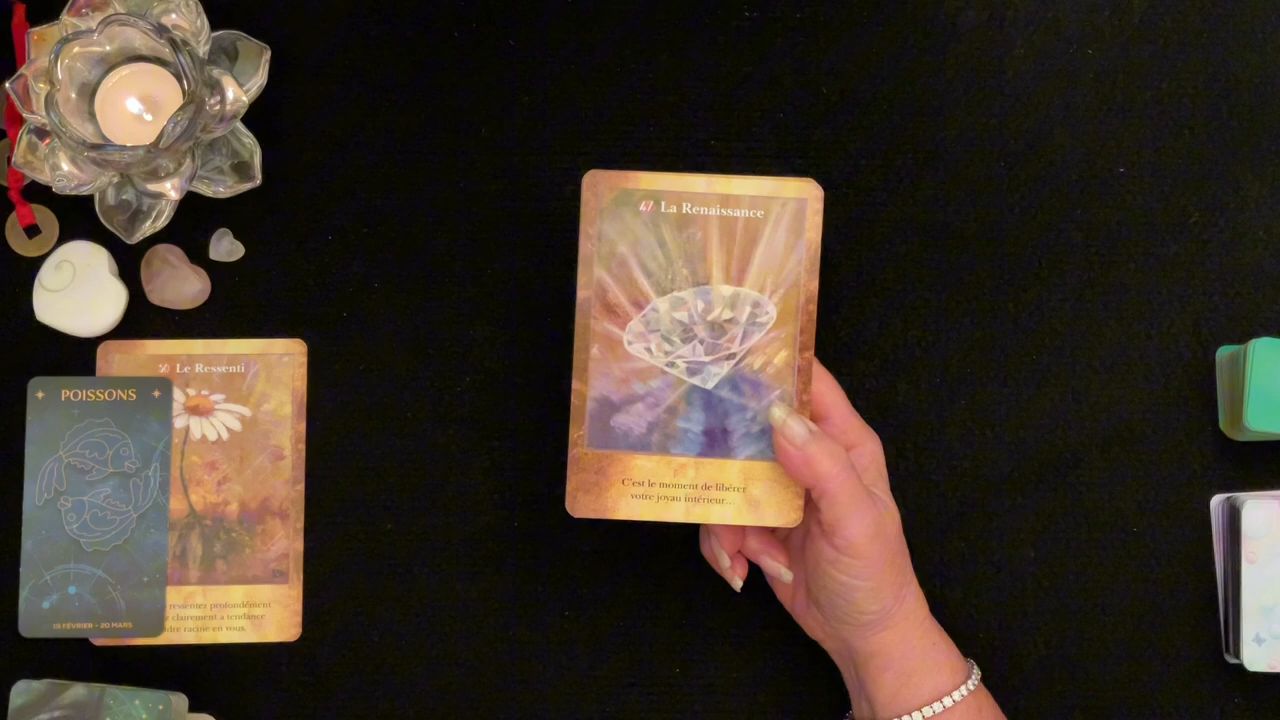 47 La Renaissance
C'est le moment de libérer
votre joyau intérieur...
50 Le Ressenti
ressentez profondément
clairement a tendance
racine en vous.
POISSONS
19 FÉVRIER - 20 MARS